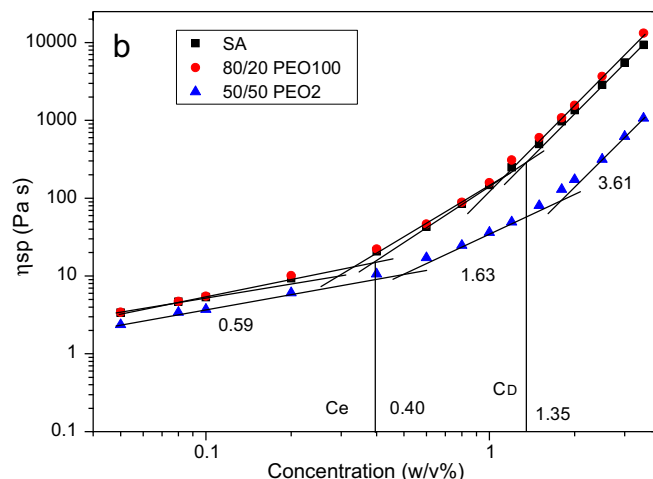 b
SA
80/20 PEO100
50/50 PEO2
10000
1000
100
10
1
0.1
ηsp (Pa s)
3.61
1.63
0.59
Ce
0.40
CD
1.35
0.1
1
Concentration (w/v%)